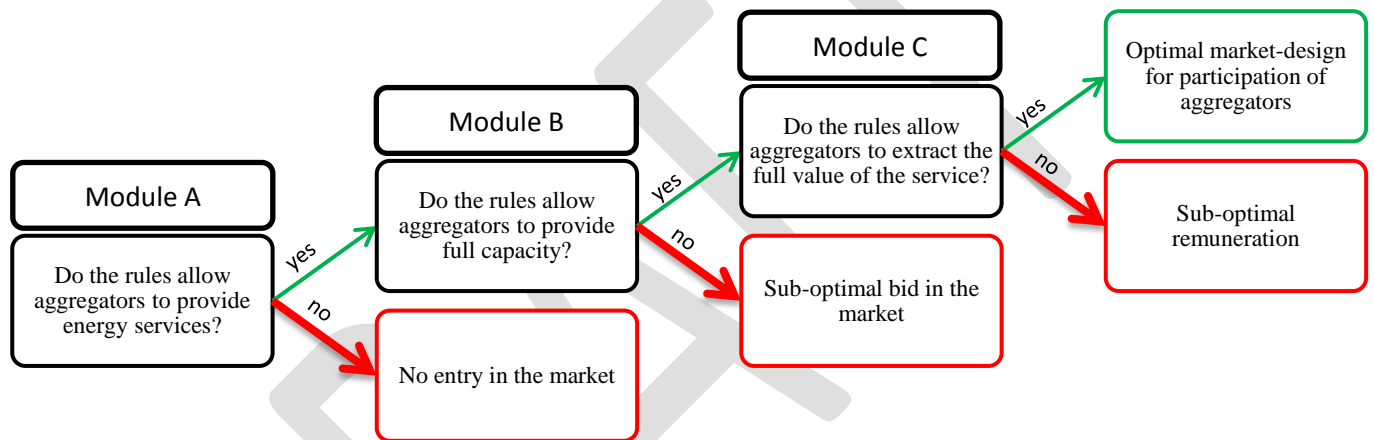 Module A
Do the rules allow
aggregators to provide
energy services?
yes
no
Module B
Do the rules allow
aggregators to provide
full capacity?
No entry in the market
yes
no
Module C
Do the rules allow
aggregators to extract the
full value of the service?
Sub-optimal bid in the
market
yes
no
Optimal market-design
for participation of
aggregators
Sub-optimal
remuneration